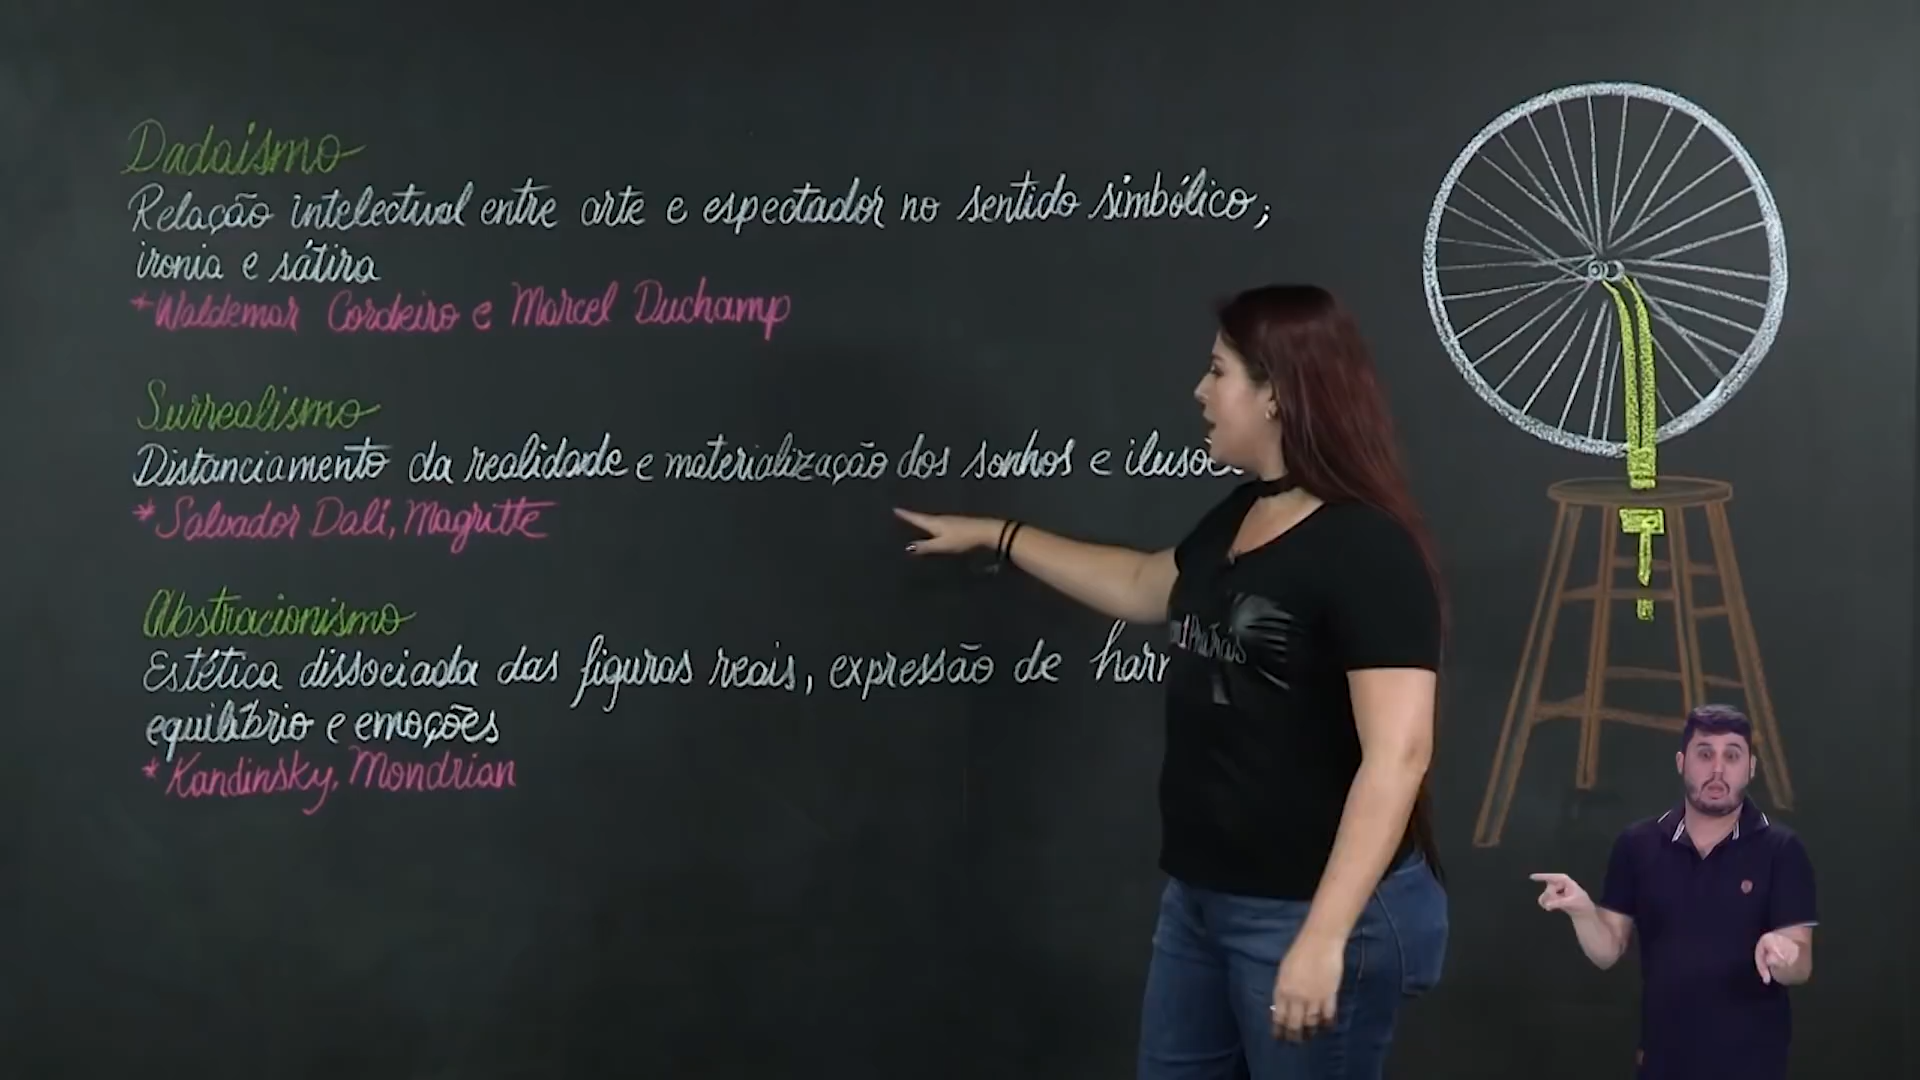 Dadaismo
Relação intelectual entre arte e espectador no sentido simbólico;
ironia e sátira
*Waldemar Cordeiro e Marcel Duchamp
Surrealismo
Distanciamento da realidade e materialização dos sonhos e
*Salvador Dalí, Magritte
Abstracionismo
Estética dissociada das figuras reais, expressão de
equilíbrio e emoções
*Kandinsky, Mondrian